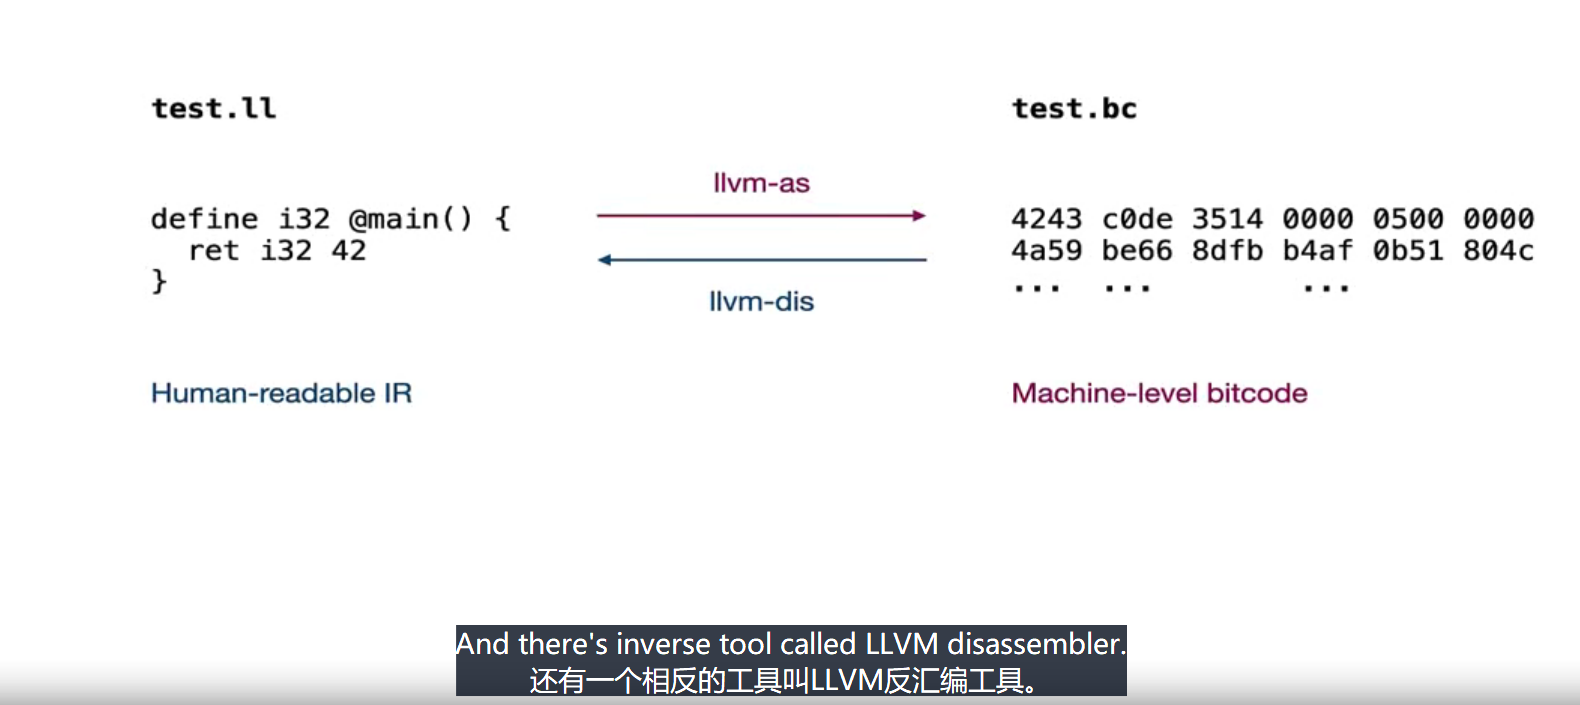 test.ll
test.bc
llvm-as
define i32 @main() {
  ret i32 42
}
4243 c0de 3514 0000 0500 0000
4a59 be66 8dfb b4af 0b51 804c
... ... ...
llvm-dis
Human-readable IR
Machine-level bitcode
And there's inverse tool called LLVM disassembler.
还有一个相反的工具叫LLVM反汇编工具。